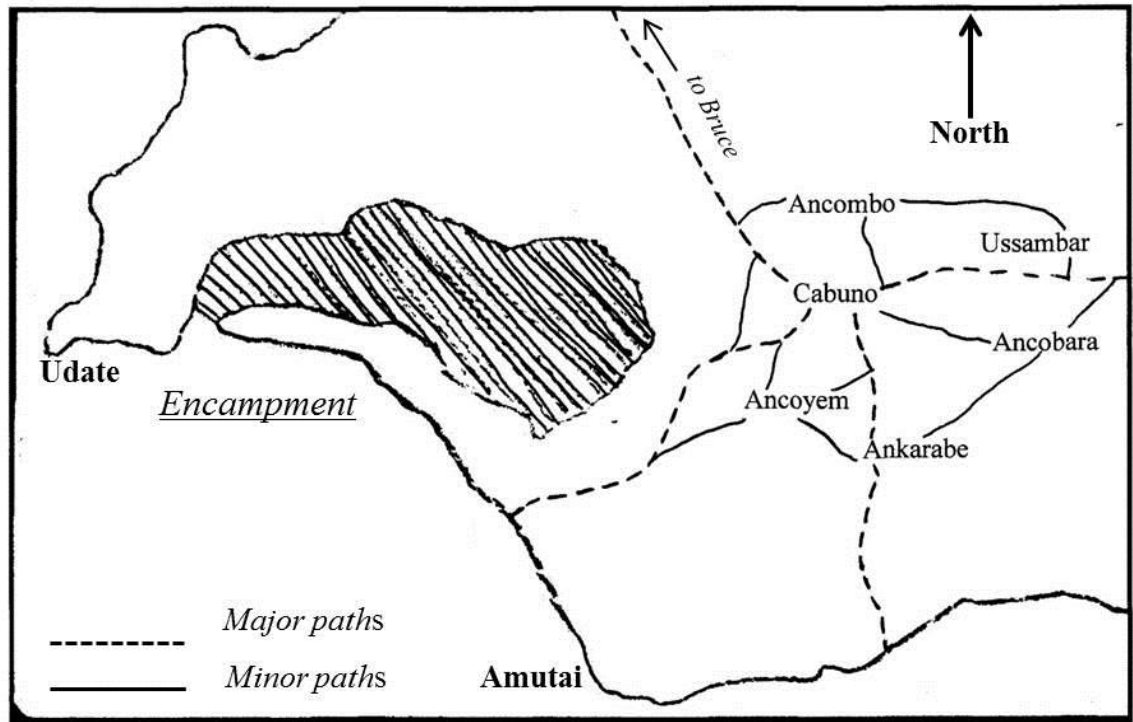 to Bruce
North
Ancombo
Ussambar
Cabuno
Ancobara
Udate
Encampment
Ancoyem
Ankarabe
Major paths
Minor paths
Amutai